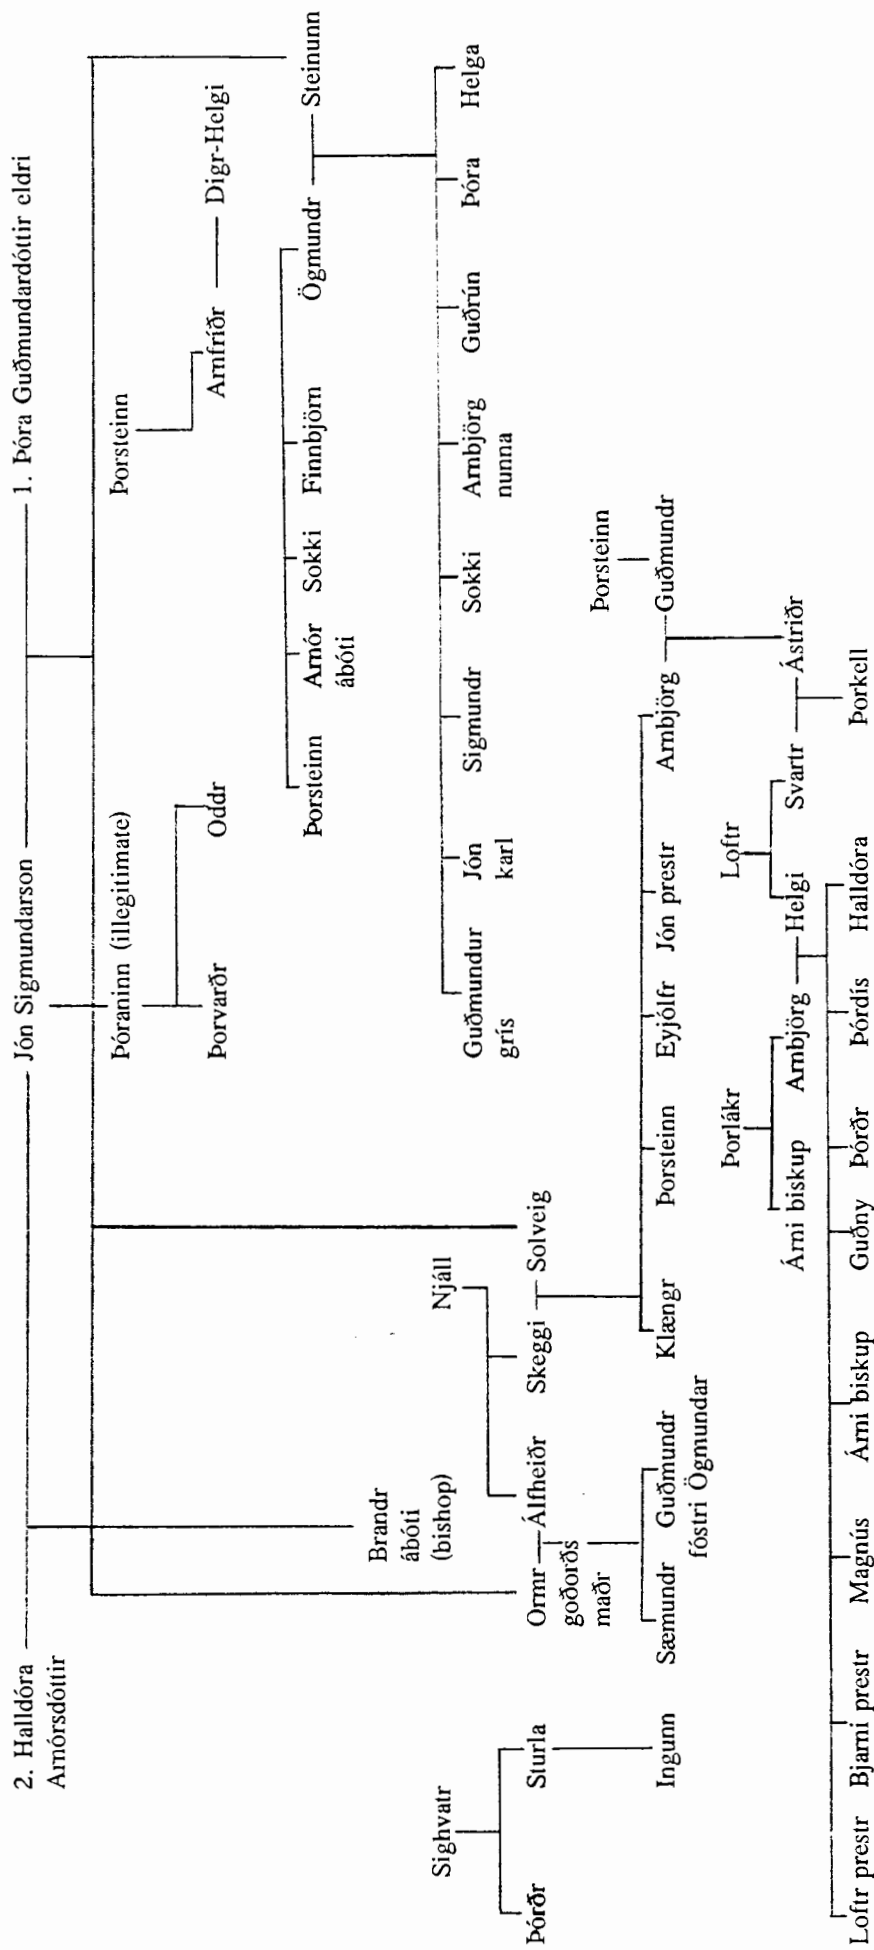 2. Halldóra
Arnórsdóttir
Jón Sigmundarson
1. Þóra Guðmundardóttir eldri
Þóraninn (illegitimate)
Þorsteinn
Þorvarðr
Oddr
Arnfríðr
Digr-Helgi
Þorsteinn
Arnór
ábóti
Sokki
Finnbjörn
Ögmundr
Steinunn
Brandr
ábóti
(bishop)
Sighvatr
Njáll
Guðmundur
grís
Jón
karl
Sigmundr
Sokki
Arnbjörg
nunna
Guðrún
Þóra
Helga
Þórðr
Sturla
Ormr
goðorðs
maðr
Álfheiðr
Skeggi
Solveig
Þorsteinn
Ingunn
Sæmundr
Guðmundr
fóstri Ögmundar
Klængr
Þorsteinn
Eyjólfr
Jón prestr
Arnbjörg
Guðmundr
Þorlákr
Loftr
Árni biskup
Arnbjörg
Helgi
Svartr
Ástríðr
Loftr prestr
Bjarni prestr
Magnús
Árni biskup
Guðny
Þórðr
Þórdís
Halldóra
Þorkell